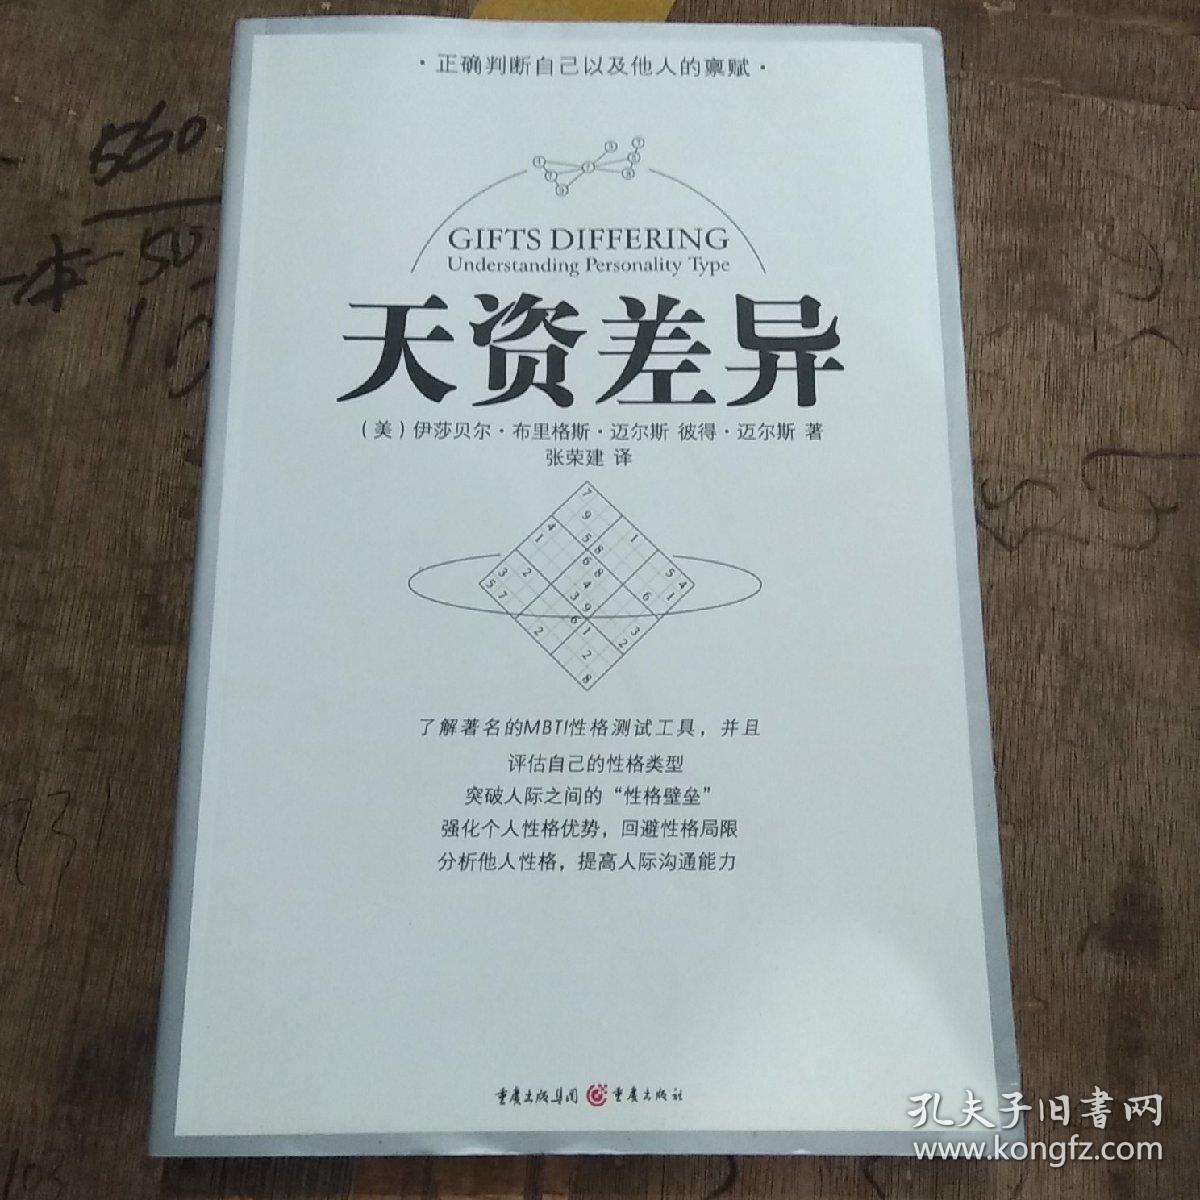 ·正确判断自己以及他人的禀赋·
GIFTS DIFFERING
Understanding Personality Type
天资差异
（美）伊莎贝尔·布里格斯·迈尔斯 彼得·迈尔斯 著
张荣建 译
了解著名的MBTI性格测试工具，并且
评估自己的性格类型
突破人际之间的“性格壁垒”
强化个人性格优势，回避性格局限
分析他人性格，提高人际沟通能力
重庆出版集团 重庆出版社
560
一本-50
孔夫子旧书网
www.kongfz.com